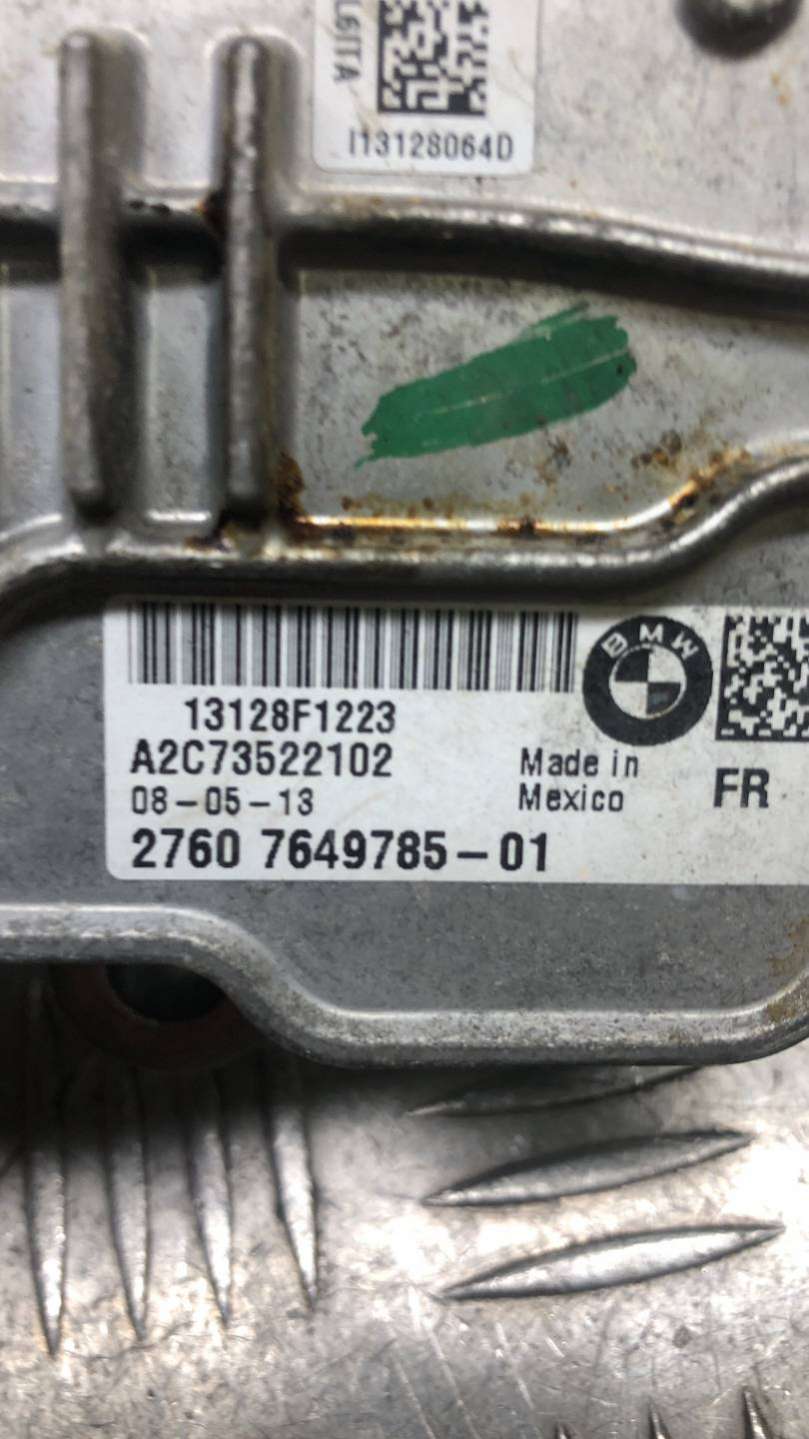 I13128064D
BMW
13128F1223
A2C73522102
Made in
08-05-13
Mexico
FR
2760 7649785-01